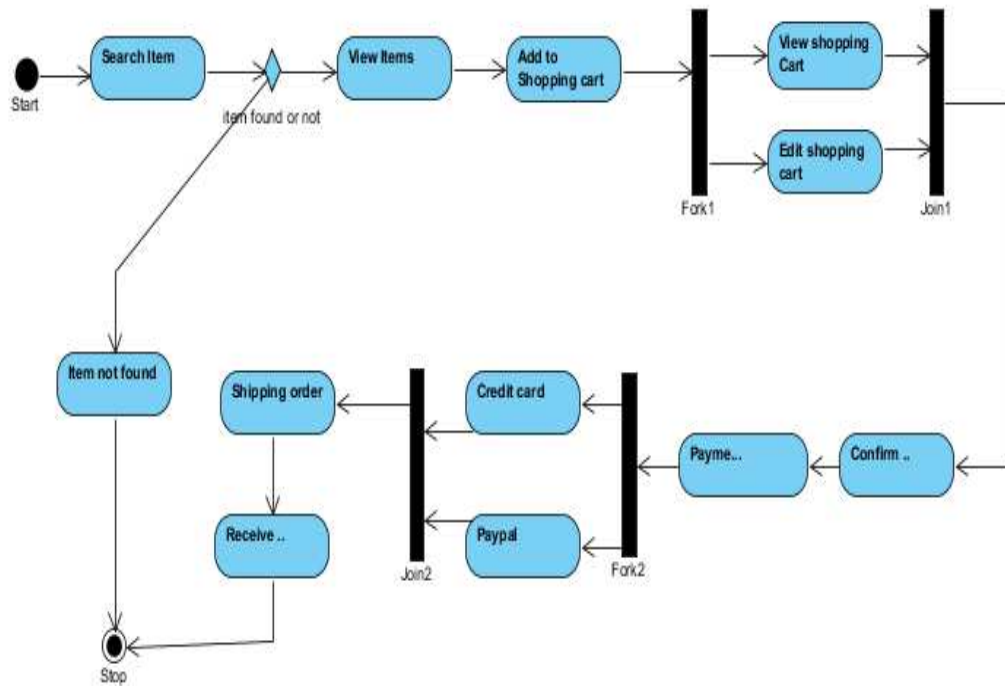 Start
Search Item
item found or not
View Items
Add to
Shopping cart
Fork1
View shopping
Cart
Edit shopping
cart
Join1
Item not found
Shipping order
Receive ..
Join2
Credit card
Paypal
Fork2
Payme...
Confirm ..
Stop